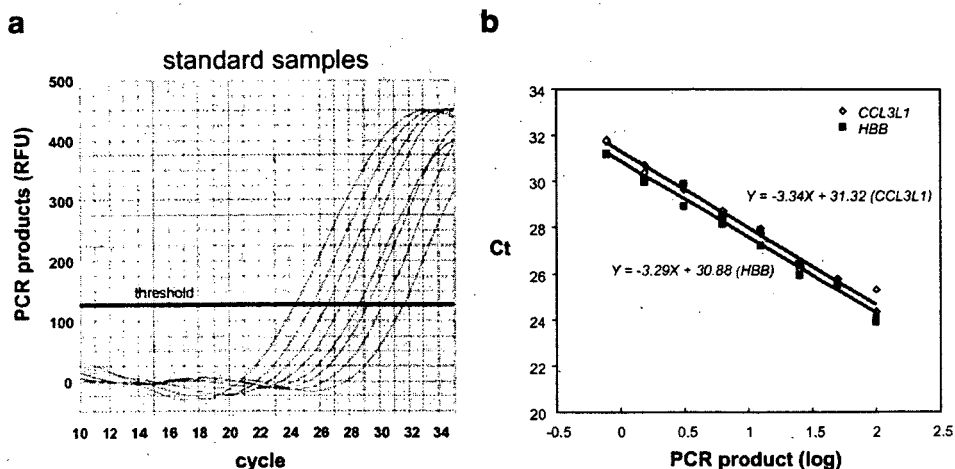 a
standard samples
PCR products (RFU)
500
400
300
200
100
0
threshold
10 12 14 16 18 20 22 24 26 28 30 32 34
cycle
b
Ct
34
32
30
28
26
24
22
20
CCL3L1
HBB
Y = -3.34X + 31.32 (CCL3L1)
Y = -3.29X + 30.88 (HBB)
-0.5 0 0.5 1.0 1.5 2 2.5
PCR product (log)